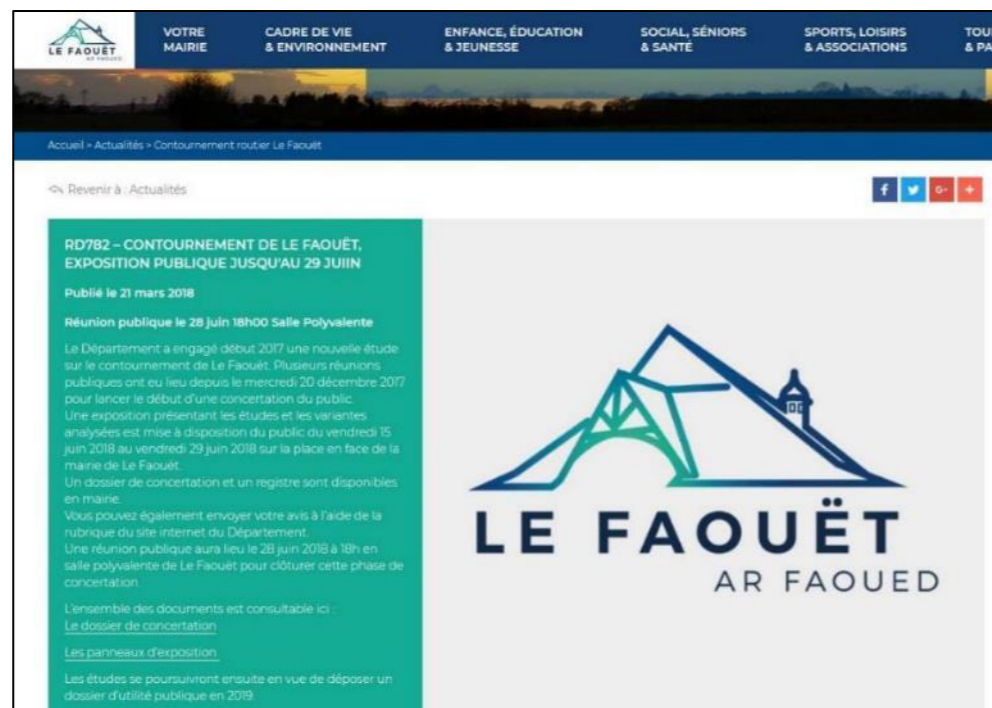 LE FAOUËT
AR FAOUED
VOTRE
MAIRIE
CADRE DE VIE
& ENVIRONNEMENT
ENFANCE, ÉDUCATION
& JEUNESSE
SOCIAL, SÉNIORS
& SANTÉ
SPORTS, LOISIRS
& ASSOCIATIONS
TOU
& PA
Accueil » Actualités » Contournement routier Le Faouët
Revenir à : Actualités
RD782 – CONTOURNEMENT DE LE FAOUËT,
EXPOSITION PUBLIQUE JUSQU'AU 29 JUIIN
Publié le 21 mars 2018
Réunion publique le 28 juin 18h00 Salle Polyvalente
Le Département a engagé début 2017 une nouvelle étude
sur le contournement de Le Faouët. Plusieurs réunions
publiques ont eu lieu depuis le mercredi 20 décembre 2017
pour lancer le début d'une concertation du public.
Une exposition présentant les études et les variantes
analysées est mise à disposition du public du vendredi 15
juin 2018 au vendredi 29 juin 2018 sur la place en face de la
mairie de Le Faouët.
Un dossier de concertation et un registre sont disponibles
en mairie.
Vous pouvez également envoyer votre avis à l'aide de la
rubrique du site internet du Département.
Une réunion publique aura lieu le 28 juin 2018 à 18h en
salle polyvalente de Le Faouët pour clôturer cette phase de
concertation.
L'ensemble des documents est consultable ici :
Le dossier de concertation
Les panneaux d'exposition
Les études se poursuivront ensuite en vue de déposer un
dossier d'utilité publique en 2019.
LE FAOUËT
AR FAOUED